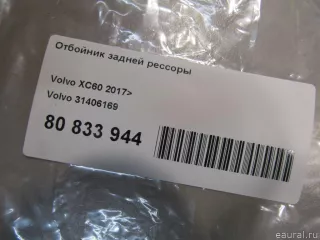 Отбойник задней рессоры
Volvo XC60 2017>
Volvo 31406169
80 833 944
eaural.ru